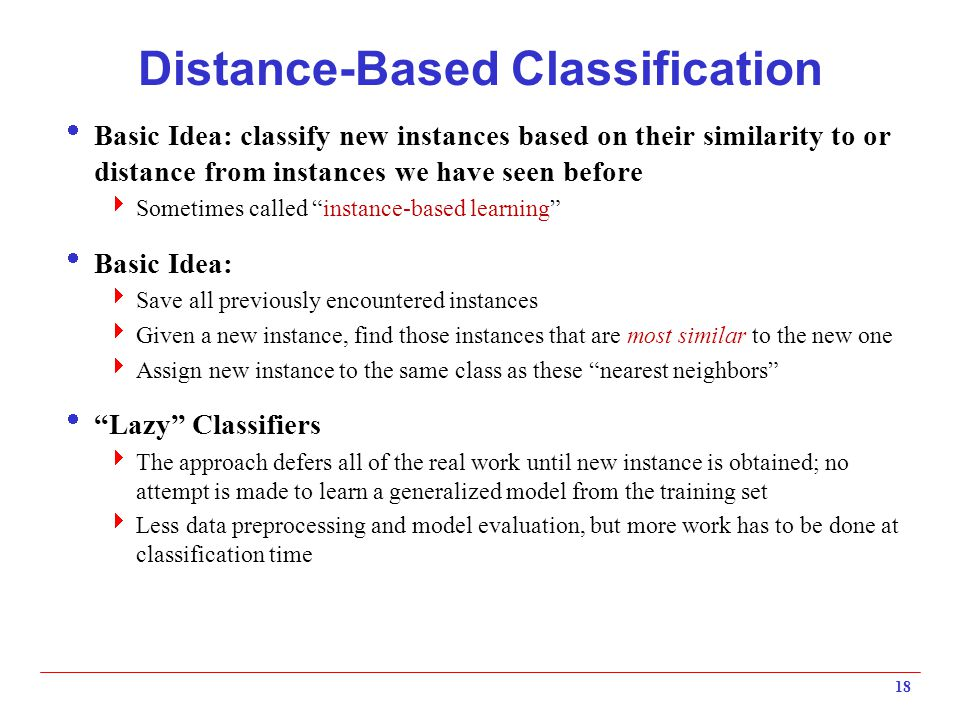 Distance-Based Classification
Basic Idea: classify new instances based on their similarity to or
distance from instances we have seen before
Sometimes called “instance-based learning”
Basic Idea:
Save all previously encountered instances
Given a new instance, find those instances that are most similar to the new one
Assign new instance to the same class as these “nearest neighbors”
“Lazy” Classifiers
The approach defers all of the real work until new instance is obtained; no
attempt is made to learn a generalized model from the training set
Less data preprocessing and model evaluation, but more work has to be done at
classification time
18